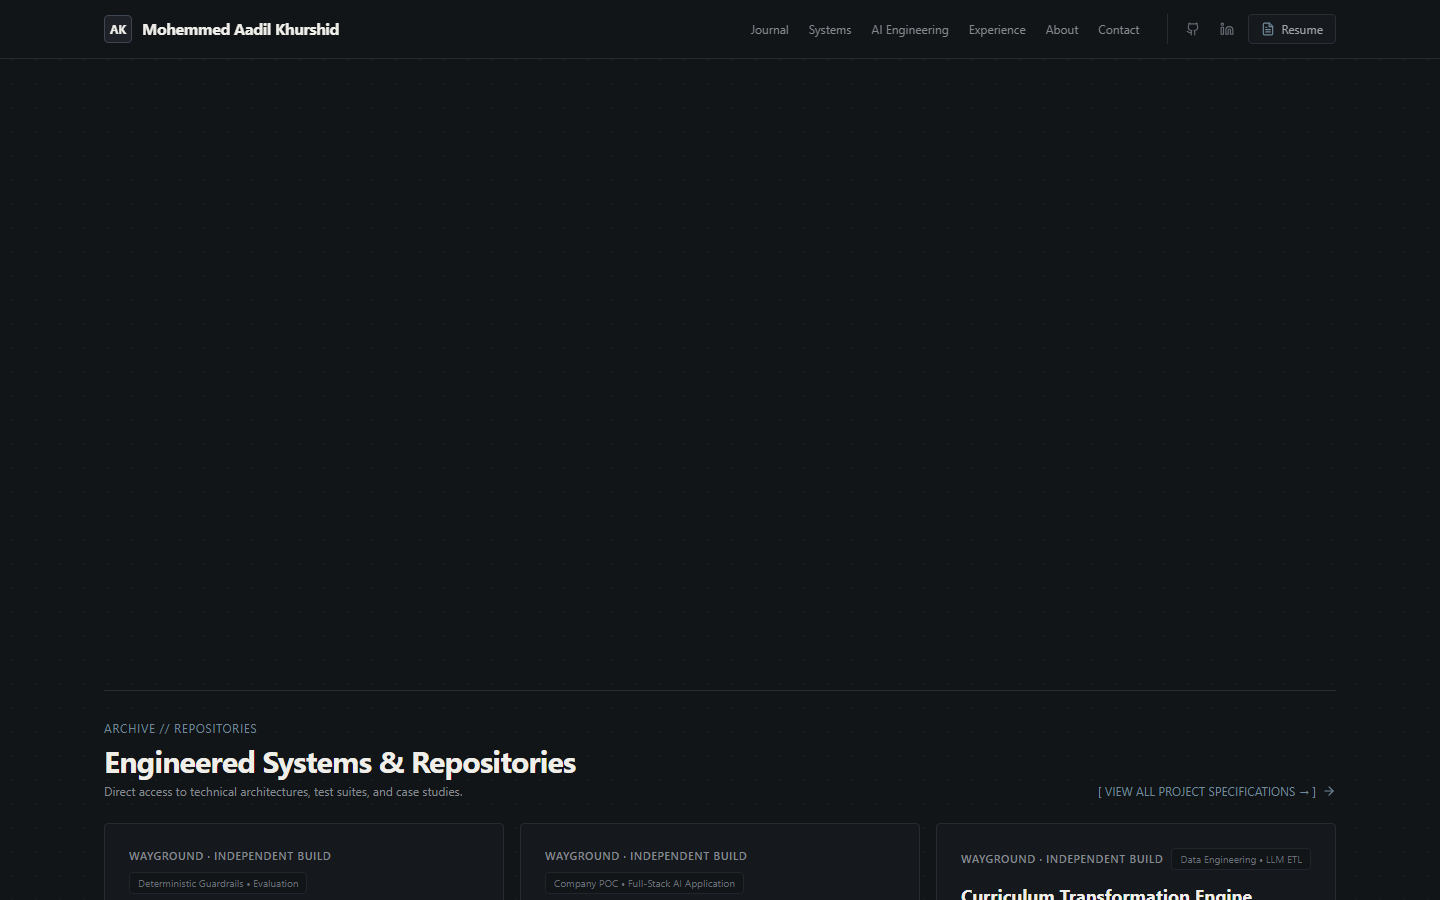 AK Mohemmed Aadil Khurshid Journal Systems AI Engineering Experience About Contact Resume
ARCHIVE // REPOSITORIES
Engineered Systems & Repositories
Direct access to technical architectures, test suites, and case studies.
[ VIEW ALL PROJECT SPECIFICATIONS → ] →
WAYGROUND · INDEPENDENT BUILD
Deterministic Guardrails • Evaluation
WAYGROUND · INDEPENDENT BUILD
Company POC • Full-Stack AI Application
WAYGROUND · INDEPENDENT BUILD Data Engineering • LLM ETL
Curriculum Transformation Engine